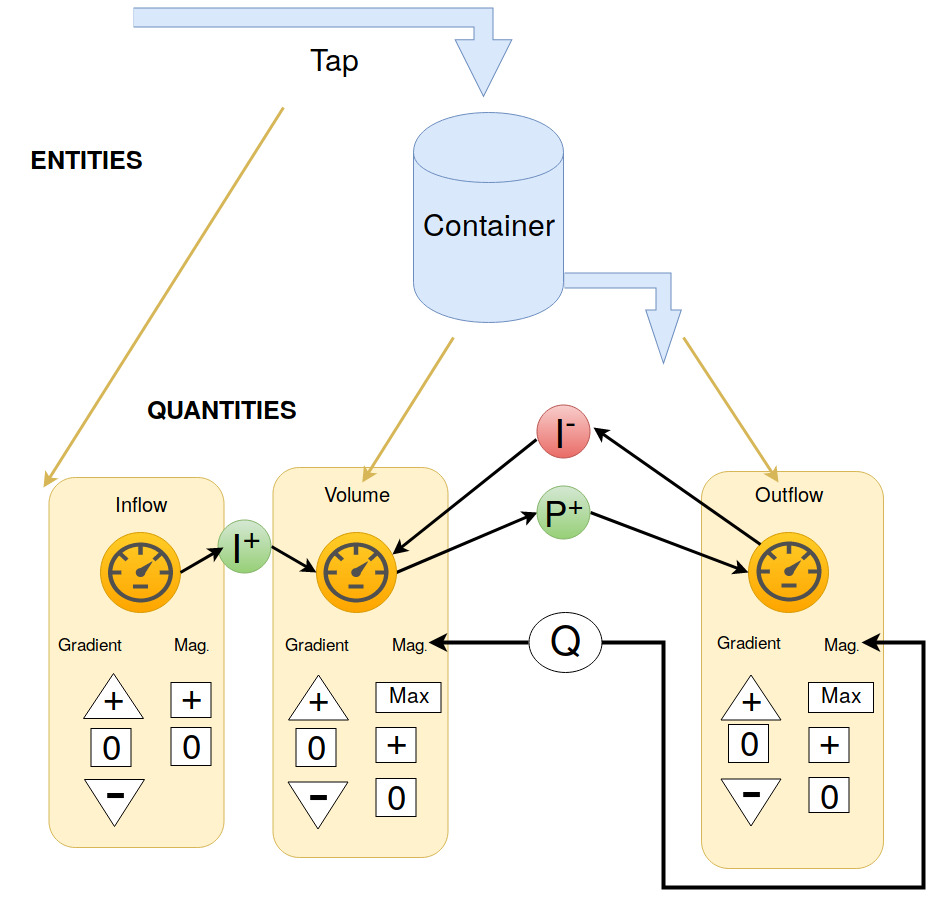 Tap
ENTITIES
Container
QUANTITIES
I-
Inflow
Volume
Outflow
I+
P+
Gradient Mag.
Gradient Mag.
Q
Gradient Mag.
+ +
0 0
-
+ Max
0 +
- 0
+ Max
0 +
- 0